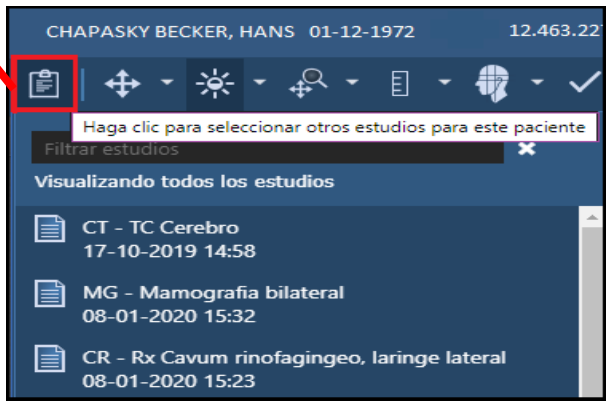 CHAPASKY BECKER, HANS 01-12-1972 12.463.227
Haga clic para seleccionar otros estudios para este paciente
Filtrar estudios
Visualizando todos los estudios
CT - TC Cerebro
17-10-2019 14:58
MG - Mamografia bilateral
08-01-2020 15:32
CR - Rx Cavum rinofagingeo, laringe lateral
08-01-2020 15:23